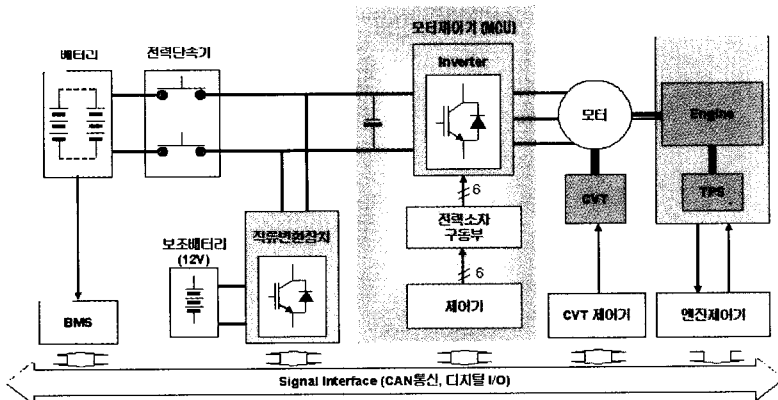 모터제어기 (MCU)
배터리
전력단속기
Inverter
모터
Engine
CVT
TPS
6
전력소자
구동부
보조배터리
(12V)
직류변환장치
6
BMS
제어기
CVT 제어기
엔진제어기
Signal Interface (CAN통신, 디지털 I/O)